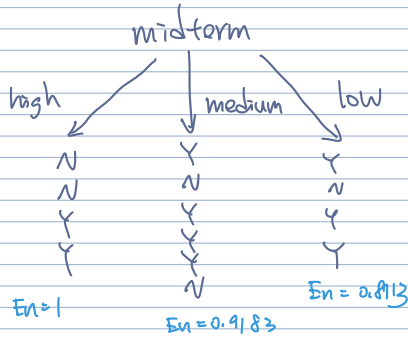 midterm
high medium low
N Y Y
N N N
Y Y Y
Y Y Y
Y
N
En=1
En=0.9183
En = 0.8113